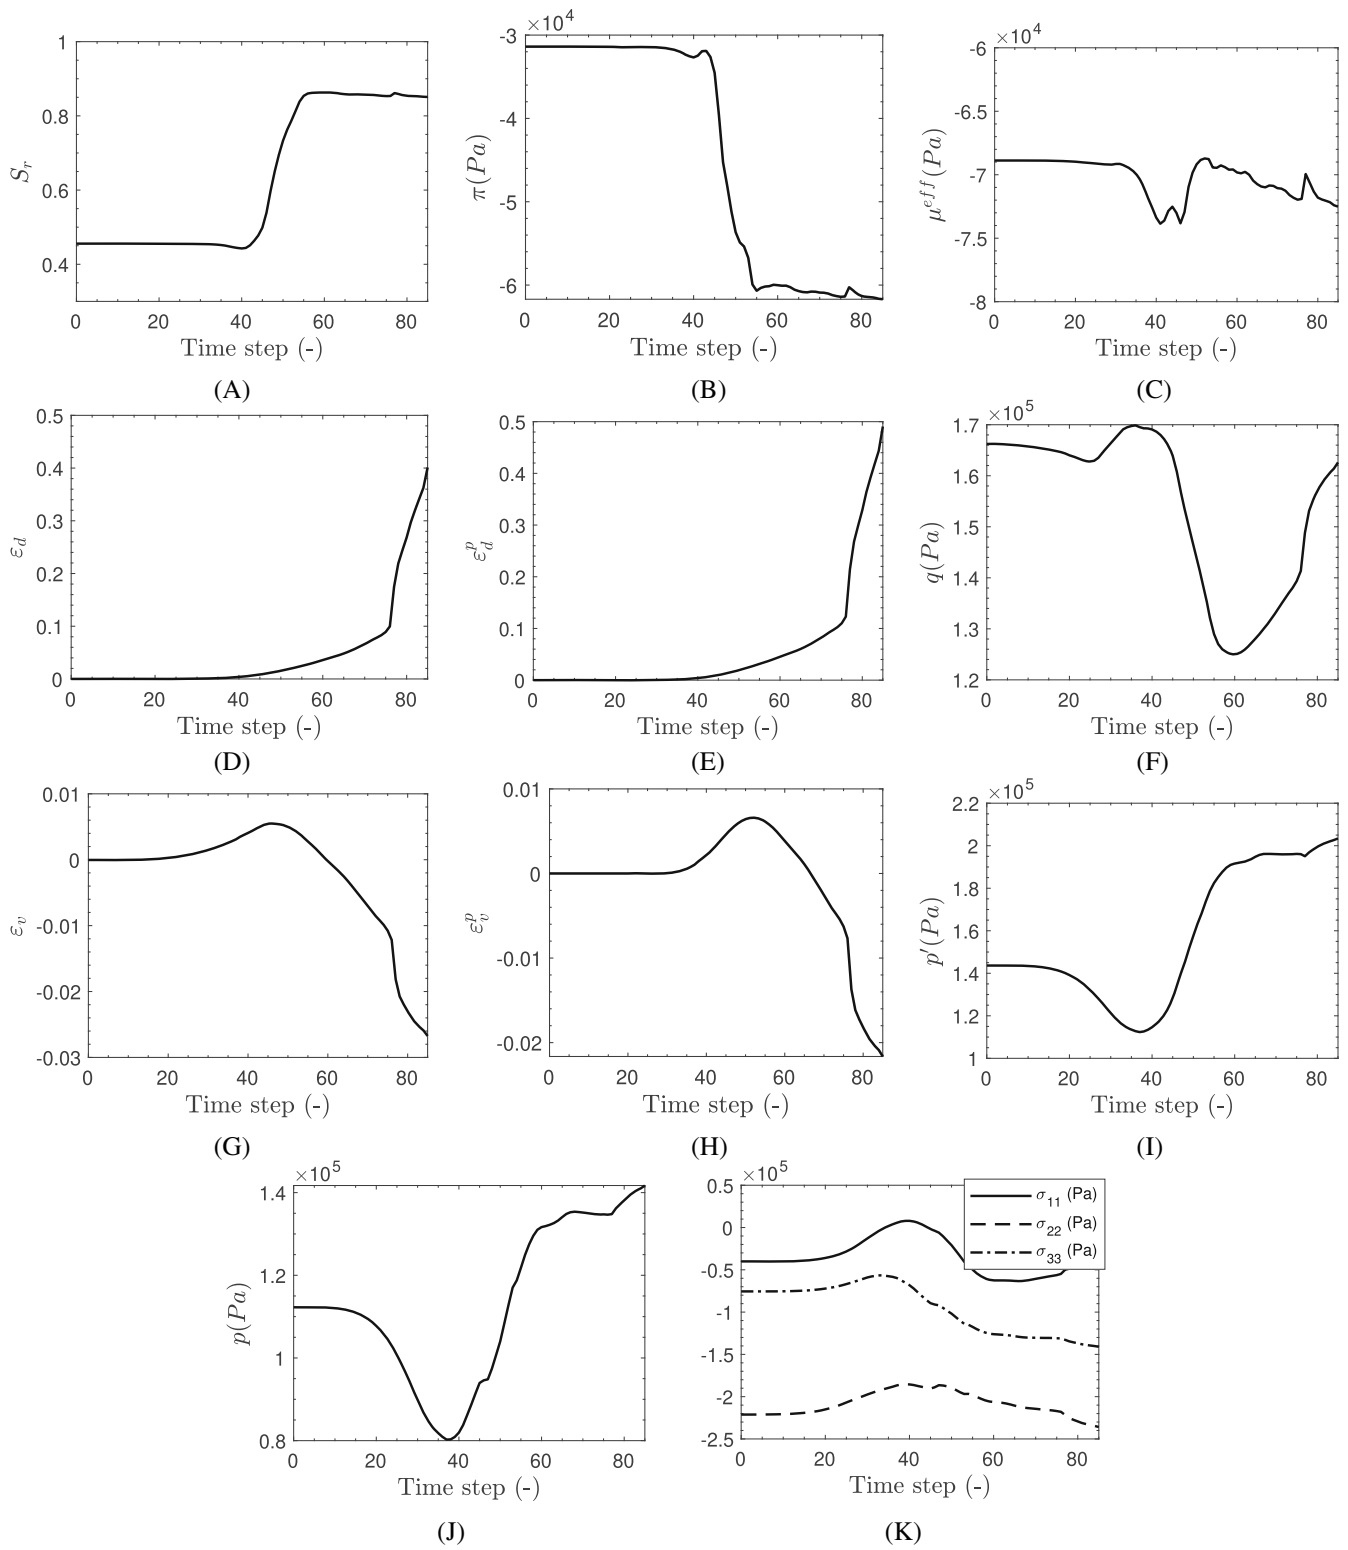 1
0.8
0.6
0.4
S_r
0 20 40 60 80
Time step (-)
(A)
×10^4
-3
-4
-5
-6
π(Pa)
0 20 40 60 80
Time step (-)
(B)
×10^4
-6
-6.5
-7
-7.5
-8
μ^{eff}(Pa)
0 20 40 60 80
Time step (-)
(C)
0.5
0.4
0.3
0.2
0.1
0
ε_d
0 20 40 60 80
Time step (-)
(D)
0.5
0.4
0.3
0.2
0.1
0
ε_d^p
0 20 40 60 80
Time step (-)
(E)
×10^5
1.7
1.6
1.5
1.4
1.3
1.2
q(Pa)
0 20 40 60 80
Time step (-)
(F)
0.01
0
-0.01
-0.02
-0.03
ε_v
0 20 40 60 80
Time step (-)
(G)
0.01
0
-0.01
-0.02
ε_v^p
0 20 40 60 80
Time step (-)
(H)
×10^5
2.2
2
1.8
1.6
1.4
1.2
1
p′(Pa)
0 20 40 60 80
Time step (-)
(I)
×10^5
1.4
1.2
1
0.8
p(Pa)
0 20 40 60 80
Time step (-)
(J)
×10^5
0.5
0
-0.5
-1
-1.5
-2
-2.5
σ_11 (Pa)
σ_22 (Pa)
σ_33 (Pa)
0 20 40 60 80
Time step (-)
(K)